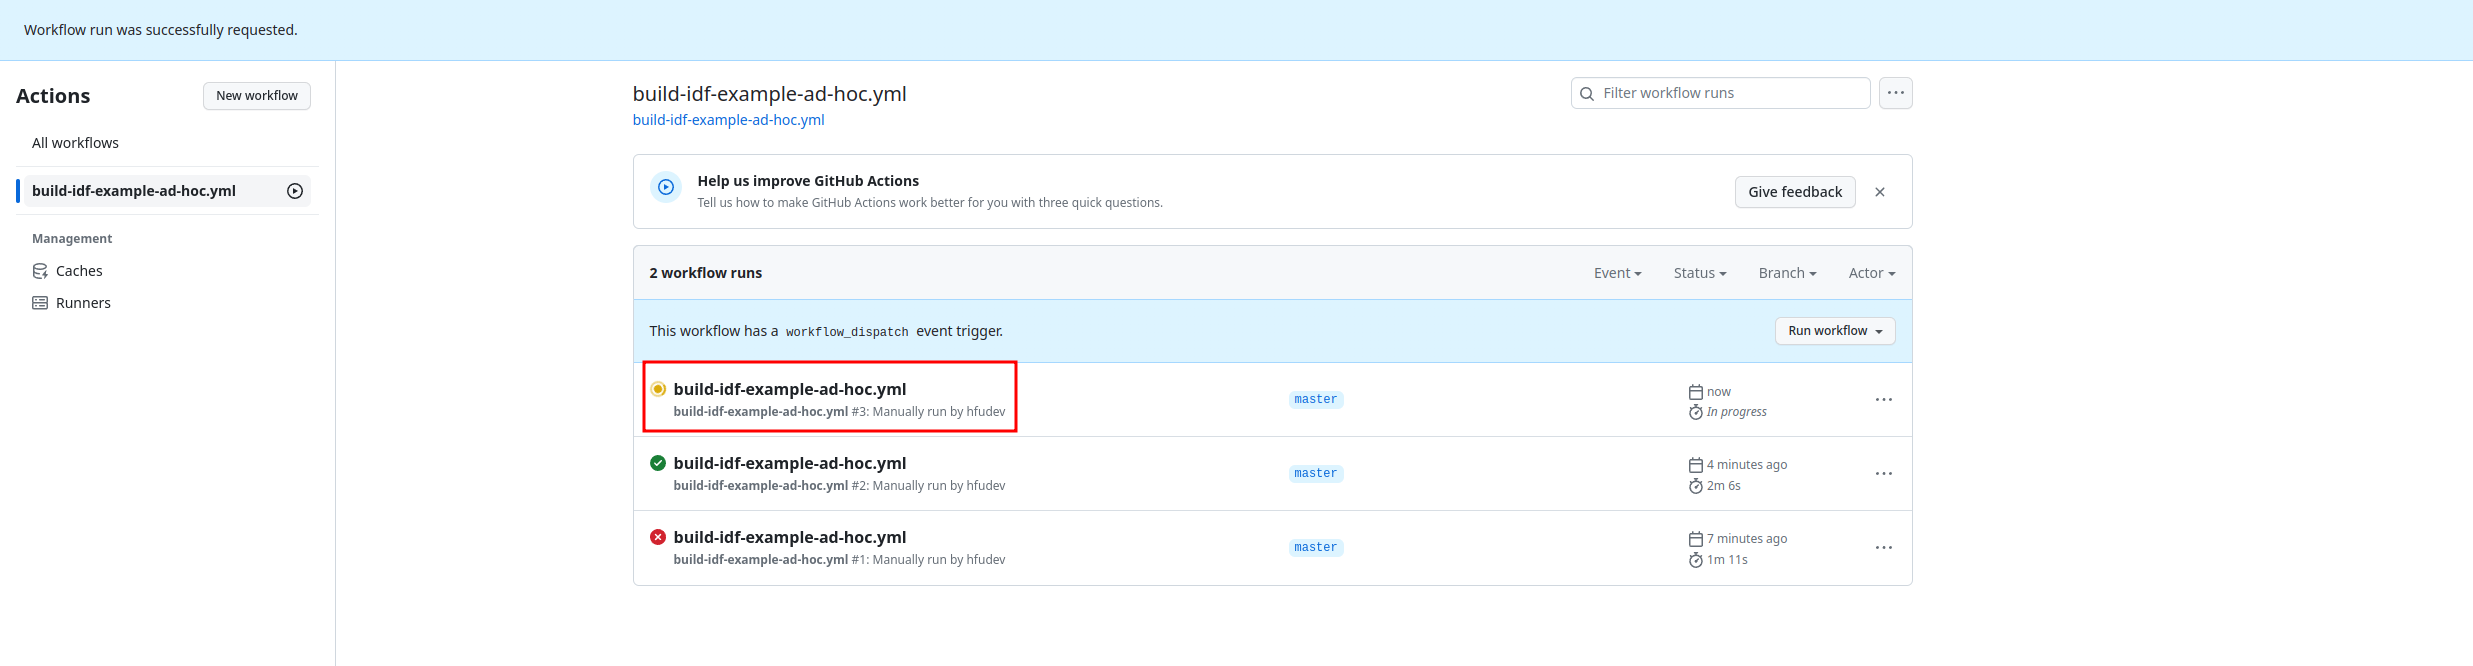 Workflow run was successfully requested.
Actions
New workflow
All workflows
build-idf-example-ad-hoc.yml
Management
Caches
Runners
build-idf-example-ad-hoc.yml
build-idf-example-ad-hoc.yml
Filter workflow runs
Help us improve GitHub Actions
Tell us how to make GitHub Actions work better for you with three quick questions.
Give feedback
2 workflow runs
Event
Status
Branch
Actor
This workflow has a workflow_dispatch event trigger.
Run workflow
build-idf-example-ad-hoc.yml
build-idf-example-ad-hoc.yml #3: Manually run by hfudev
master
now
In progress
build-idf-example-ad-hoc.yml
build-idf-example-ad-hoc.yml #2: Manually run by hfudev
master
4 minutes ago
2m 6s
build-idf-example-ad-hoc.yml
build-idf-example-ad-hoc.yml #1: Manually run by hfudev
master
7 minutes ago
1m 11s